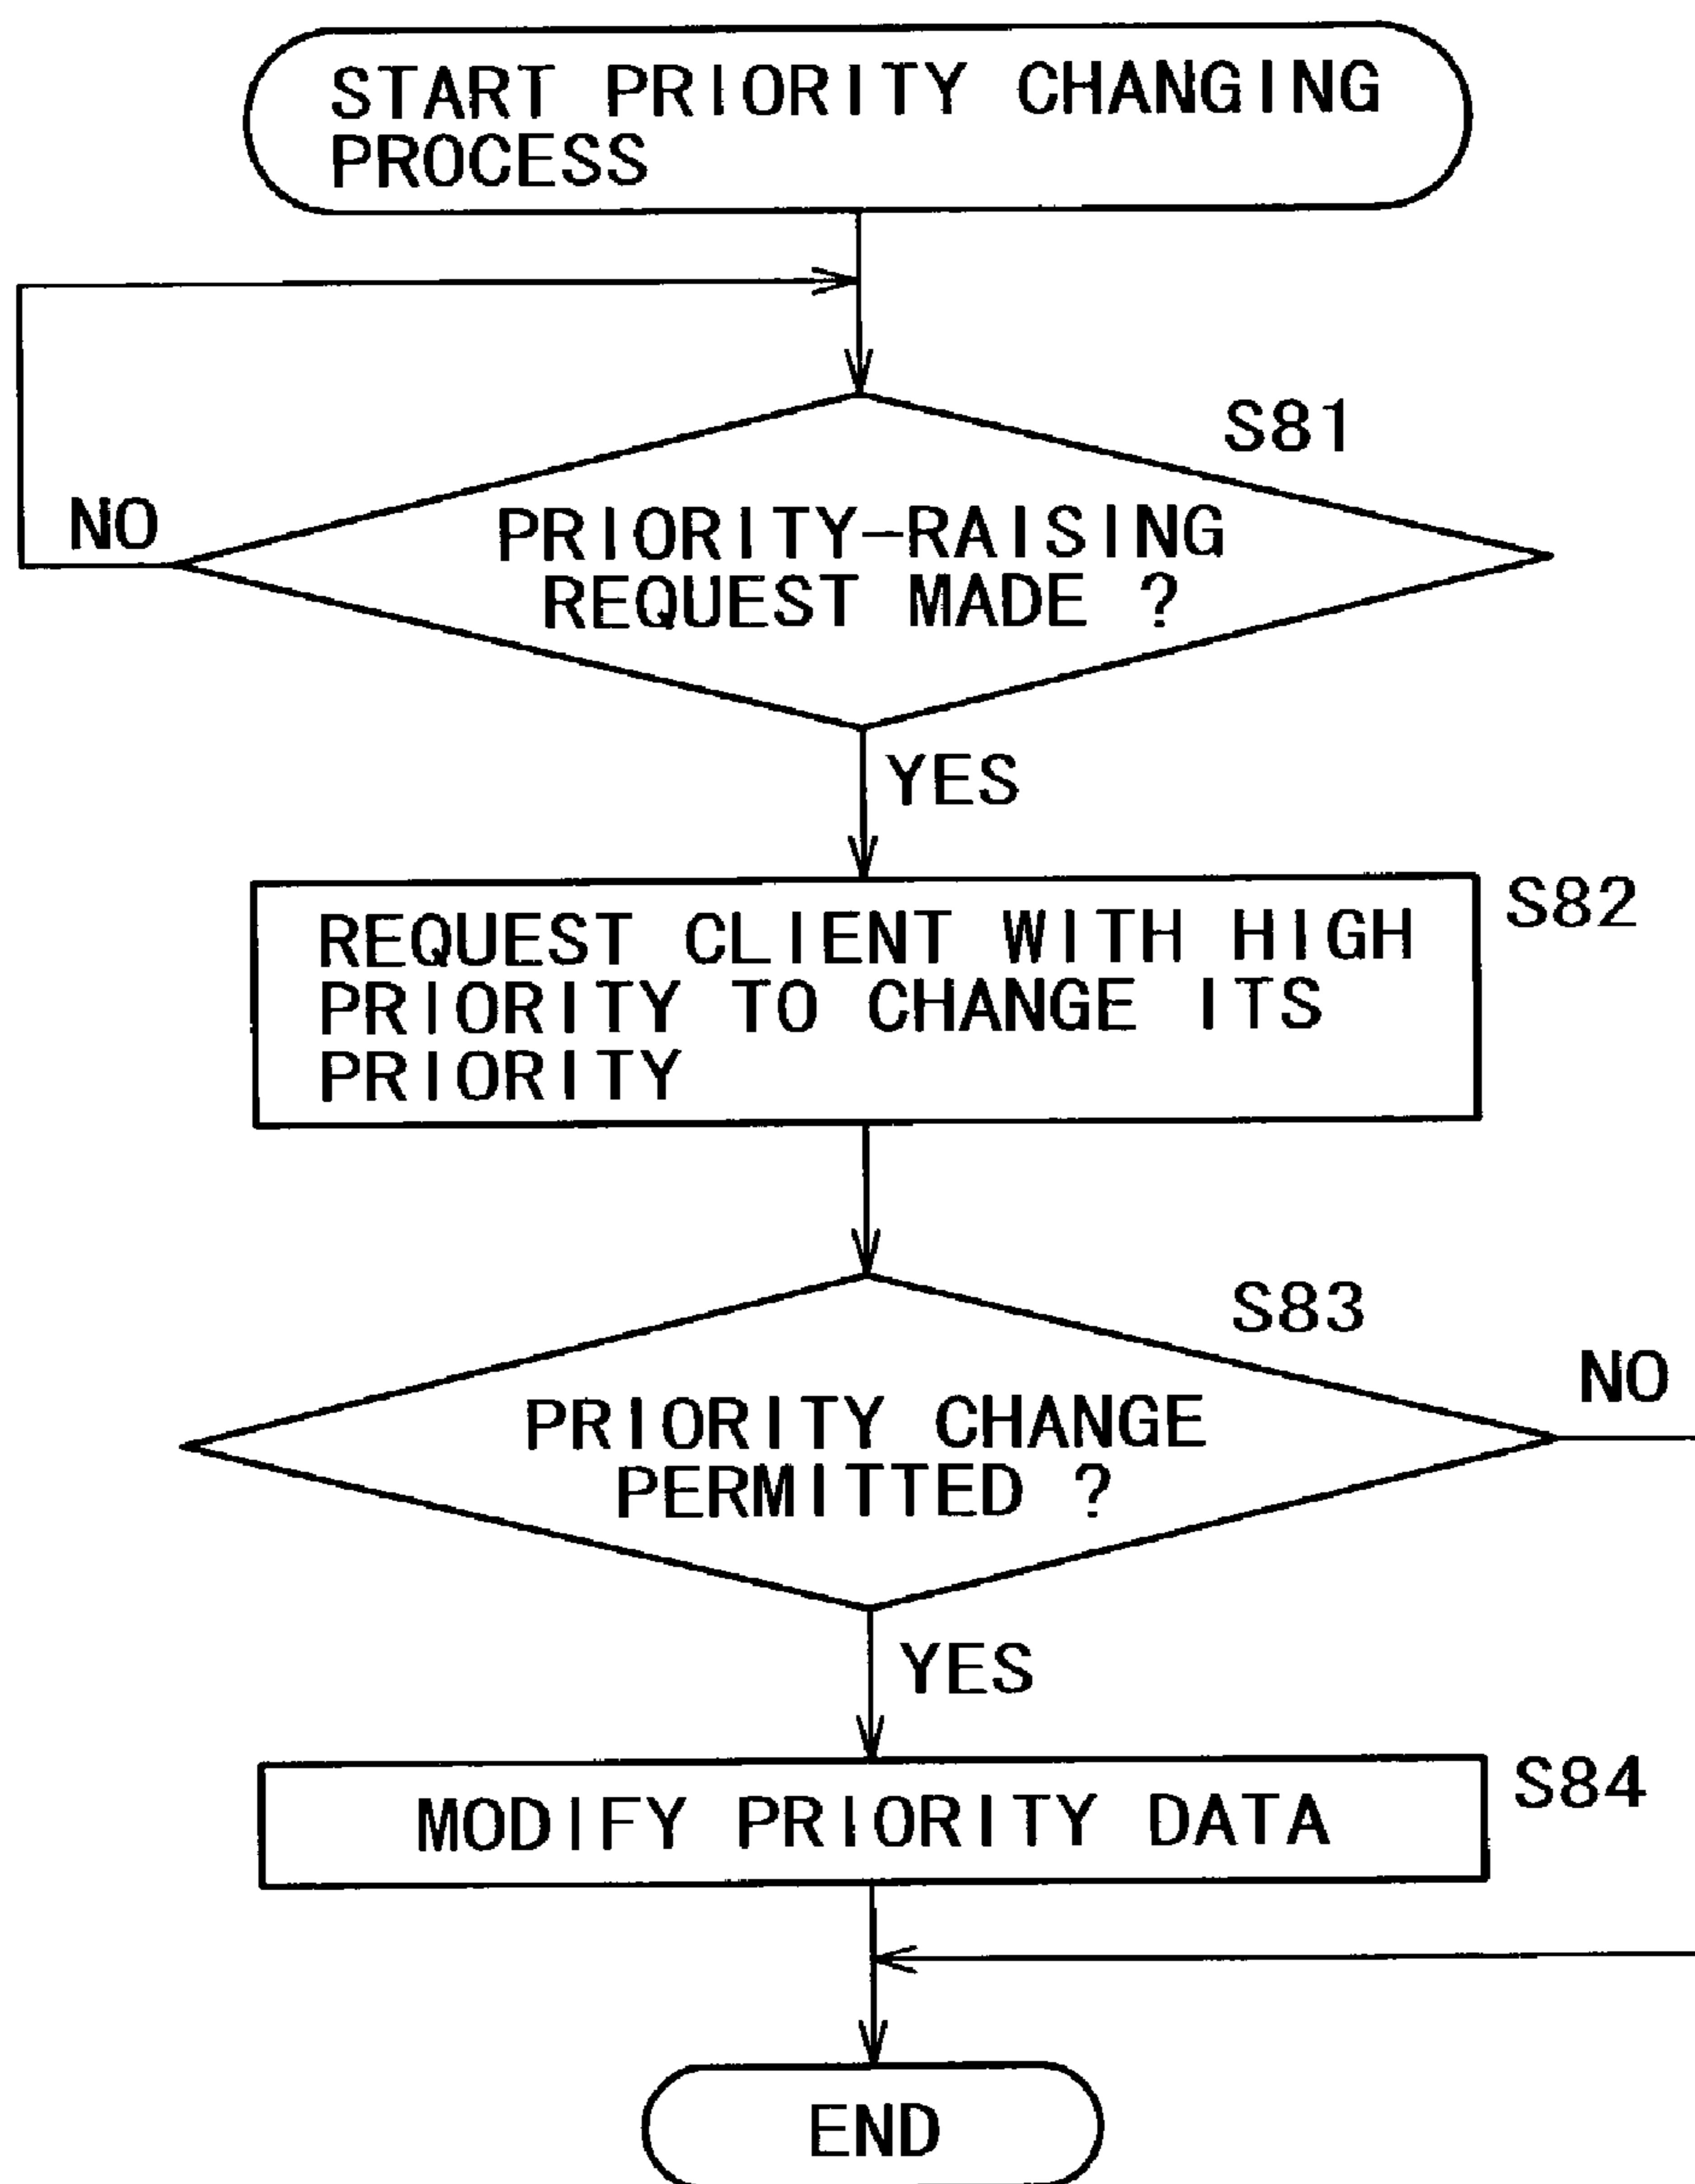 START PRIORITY CHANGING
PROCESS
S81
NO
PRIORITY-RAISING
REQUEST MADE ?
YES
S82
REQUEST CLIENT WITH HIGH
PRIORITY TO CHANGE ITS
PRIORITY
S83
NO
PRIORITY CHANGE
PERMITTED ?
YES
S84
MODIFY PRIORITY DATA
END